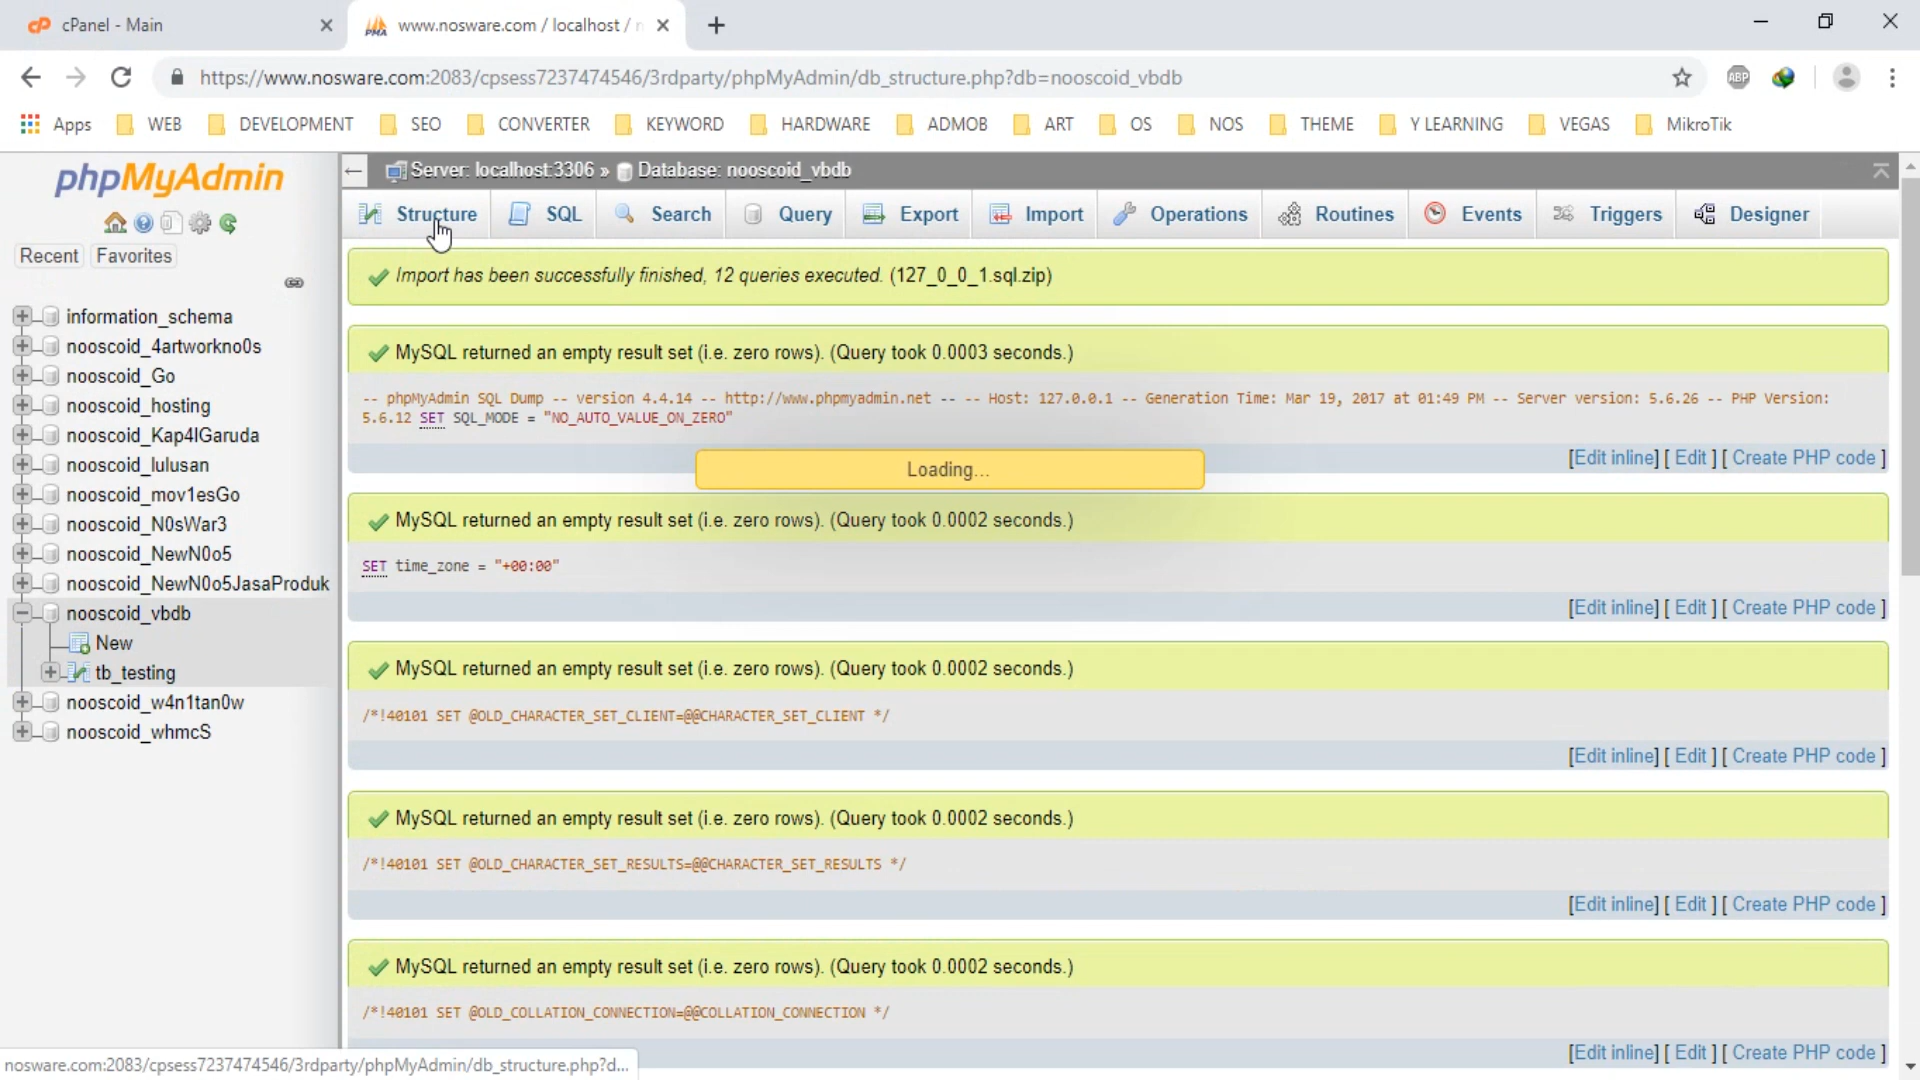 cPanel - Main
www.nosware.com / localhost / n
https://www.nosware.com:2083/cpsess7237474546/3rdparty/phpMyAdmin/db_structure.php?db=nooscoid_vbdb
ABP
Apps WEB DEVELOPMENT SEO CONVERTER KEYWORD HARDWARE ADMOB ART OS NOS THEME Y LEARNING VEGAS MikroTik
phpMyAdmin
Recent Favorites
information_schema
nooscoid_4artworkno0s
nooscoid_Go
nooscoid_hosting
nooscoid_Kap4lGaruda
nooscoid_lulusan
nooscoid_mov1esGo
nooscoid_N0sWar3
nooscoid_NewN0o5
nooscoid_NewN0o5JasaProduk
nooscoid_vbdb
New
tb_testing
nooscoid_w4n1tan0w
nooscoid_whmcS
Server: localhost:3306 » Database: nooscoid_vbdb
Structure SQL Search Query Export Import Operations Routines Events Triggers Designer
Import has been successfully finished, 12 queries executed. (127_0_0_1.sql.zip)
MySQL returned an empty result set (i.e. zero rows). (Query took 0.0003 seconds.)
-- phpMyAdmin SQL Dump -- version 4.4.14 -- http://www.phpmyadmin.net -- -- Host: 127.0.0.1 -- Generation Time: Mar 19, 2017 at 01:49 PM -- Server version: 5.6.26 -- PHP Version:
5.6.12 SET SQL_MODE = "NO_AUTO_VALUE_ON_ZERO"
[Edit inline] [ Edit ] [ Create PHP code ]
Loading…
MySQL returned an empty result set (i.e. zero rows). (Query took 0.0002 seconds.)
SET time_zone = "+00:00"
[Edit inline] [ Edit ] [ Create PHP code ]
MySQL returned an empty result set (i.e. zero rows). (Query took 0.0002 seconds.)
/*!40101 SET @OLD_CHARACTER_SET_CLIENT=@@CHARACTER_SET_CLIENT */
[Edit inline] [ Edit ] [ Create PHP code ]
MySQL returned an empty result set (i.e. zero rows). (Query took 0.0002 seconds.)
/*!40101 SET @OLD_CHARACTER_SET_RESULTS=@@CHARACTER_SET_RESULTS */
[Edit inline] [ Edit ] [ Create PHP code ]
MySQL returned an empty result set (i.e. zero rows). (Query took 0.0002 seconds.)
/*!40101 SET @OLD_COLLATION_CONNECTION=@@COLLATION_CONNECTION */
[Edit inline] [ Edit ] [ Create PHP code ]
nosware.com:2083/cpsess7237474546/3rdparty/phpMyAdmin/db_structure.php?d...